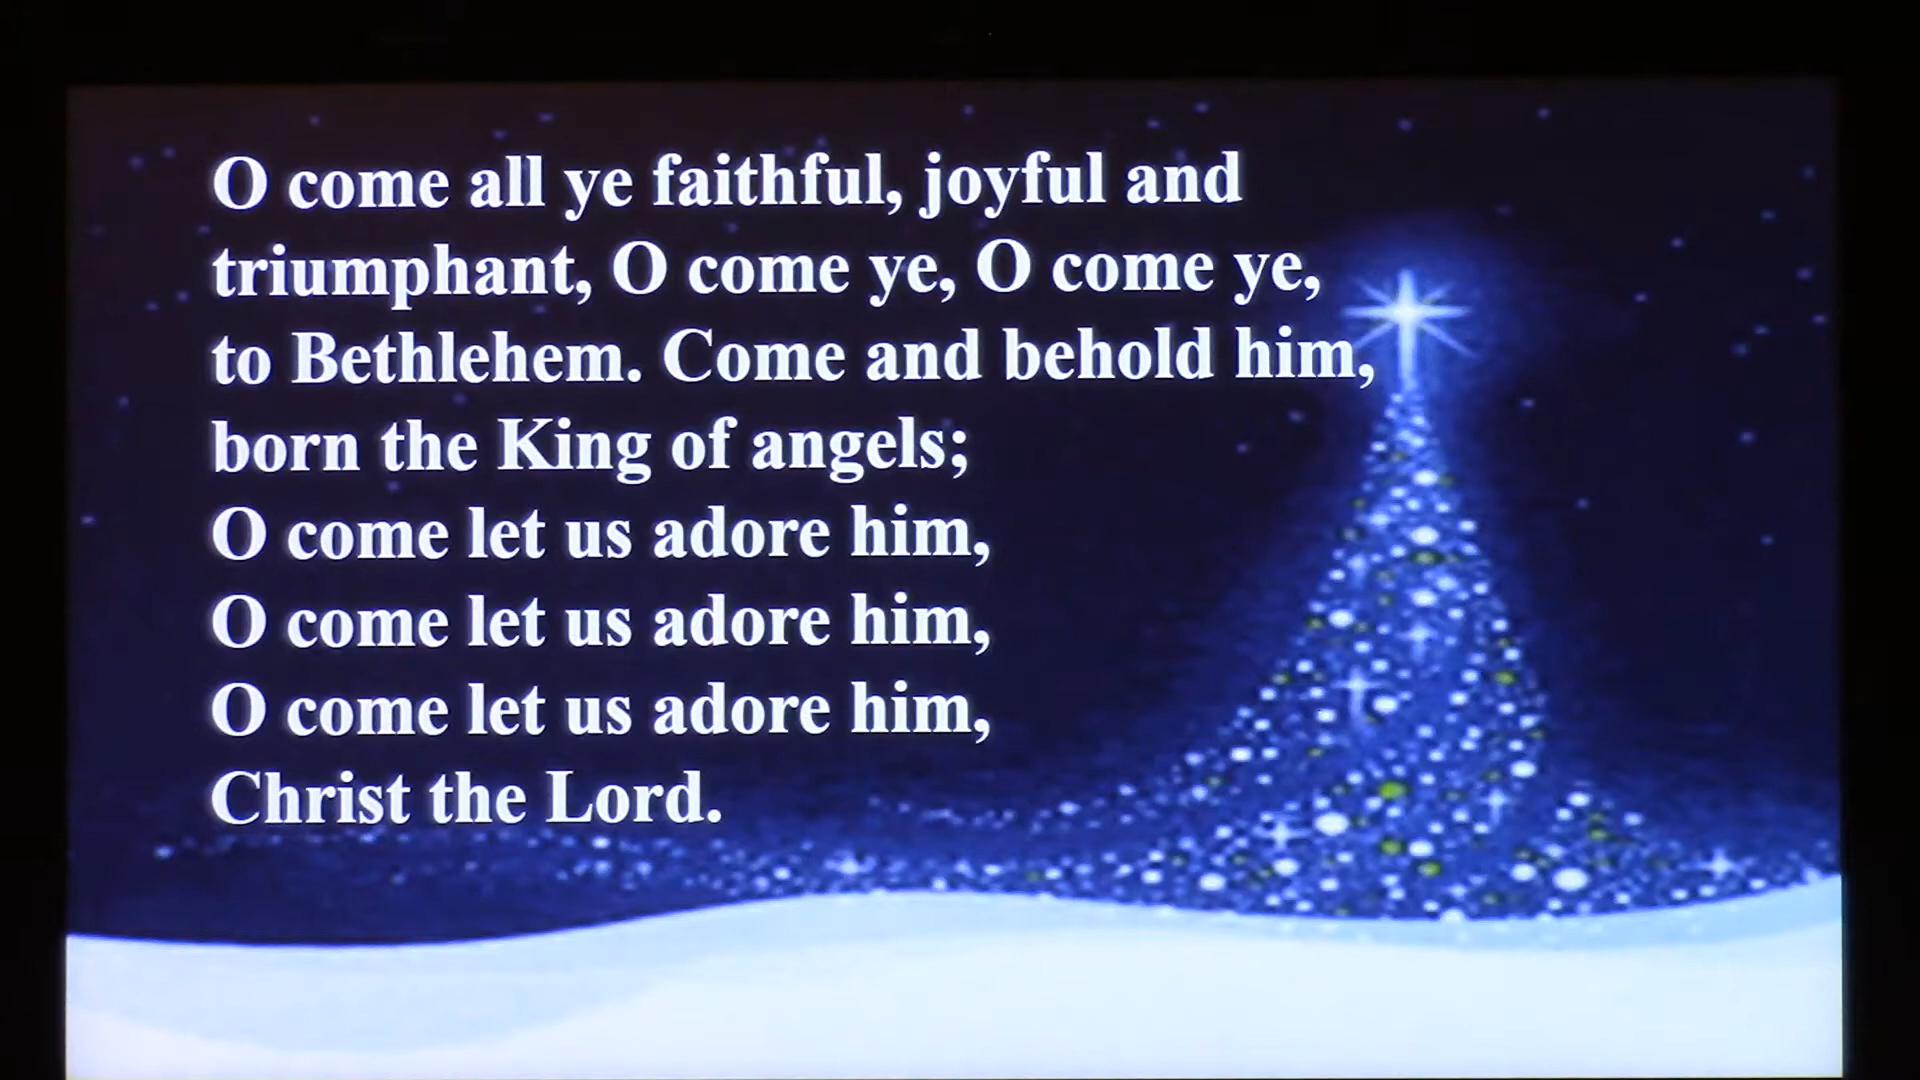 O come all ye faithful, joyful and
triumphant, O come ye, O come ye,
to Bethlehem. Come and behold him,
born the King of angels;
O come let us adore him,
O come let us adore him,
O come let us adore him,
Christ the Lord.